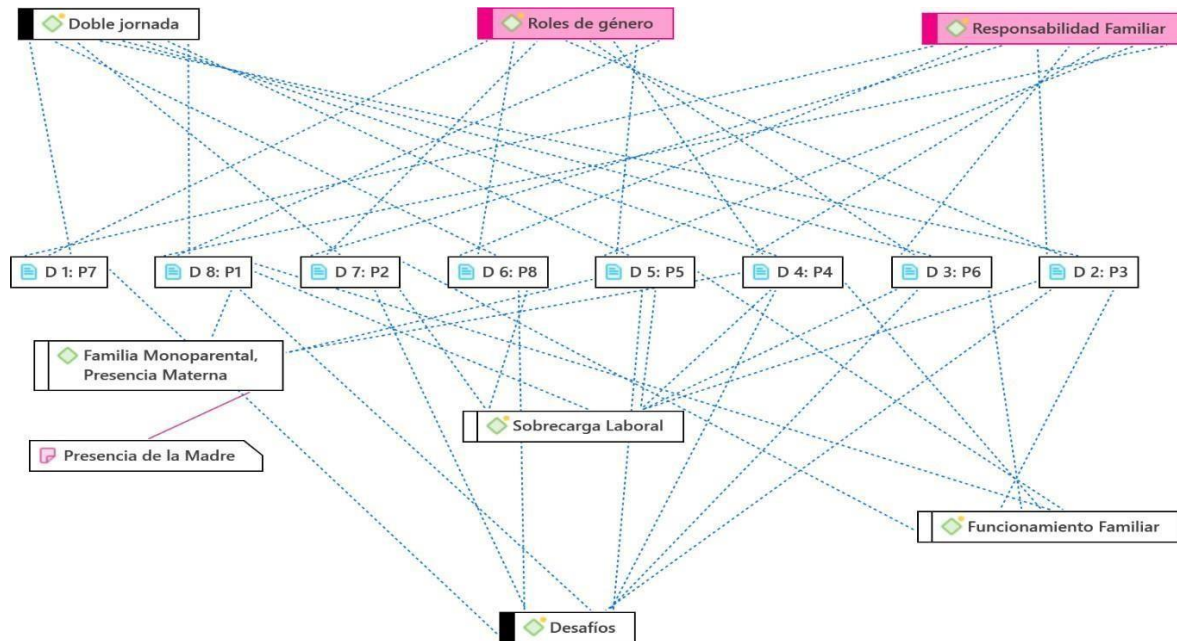 Doble jornada
Roles de género
Responsabilidad Familiar
D 1: P7
D 8: P1
D 7: P2
D 6: P8
D 5: P5
D 4: P4
D 3: P6
D 2: P3
Familia Monoparental,
Presencia Materna
Sobrecarga Laboral
Presencia de la Madre
Funcionamiento Familiar
Desafíos